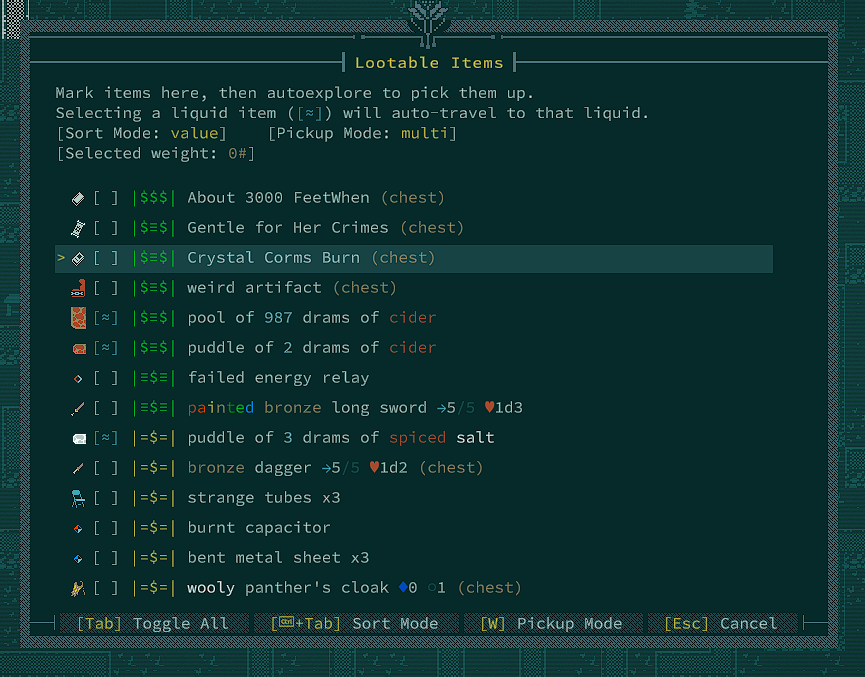 Lootable Items
Mark items here, then autoexplore to pick them up.
Selecting a liquid item ([≈]) will auto-travel to that liquid.
[Sort Mode: value] [Pickup Mode: multi]
[Selected weight: 0#]
[ ] |$$$| About 3000 FeetWhen (chest)
[ ] |$≡$| Gentle for Her Crimes (chest)
> [ ] |$≡$| Crystal Corms Burn (chest)
[ ] |$≡$| weird artifact (chest)
[≈] |$≡$| pool of 987 drams of cider
[≈] |$≡$| puddle of 2 drams of cider
[ ] |≡$≡| failed energy relay
[ ] |≡$≡| painted bronze long sword →5/5 ♥1d3
[≈] |=$=| puddle of 3 drams of spiced salt
[ ] |=$=| bronze dagger →5/5 ♥1d2 (chest)
[ ] |=$=| strange tubes x3
[ ] |=$=| burnt capacitor
[ ] |=$=| bent metal sheet x3
[ ] |=$=| wooly panther's cloak ♦0 ○1 (chest)
[Tab] Toggle All [Ctrl+Tab] Sort Mode [W] Pickup Mode [Esc] Cancel